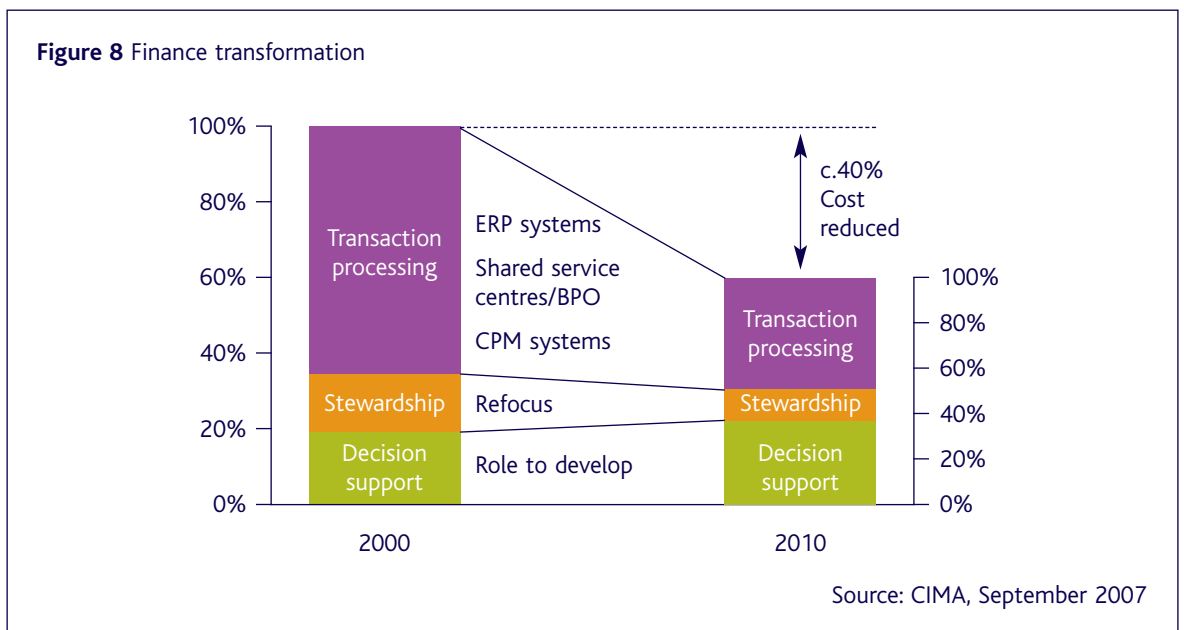 Figure 8 Finance transformation
100%
80%
60%
40%
20%
0%
Transaction
processing
Stewardship
Decision
support
2000
ERP systems
Shared service
centres/BPO
CPM systems
Refocus
Role to develop
c.40%
Cost
reduced
Transaction
processing
Stewardship
Decision
support
2010
100%
80%
60%
40%
20%
0%
Source: CIMA, September 2007